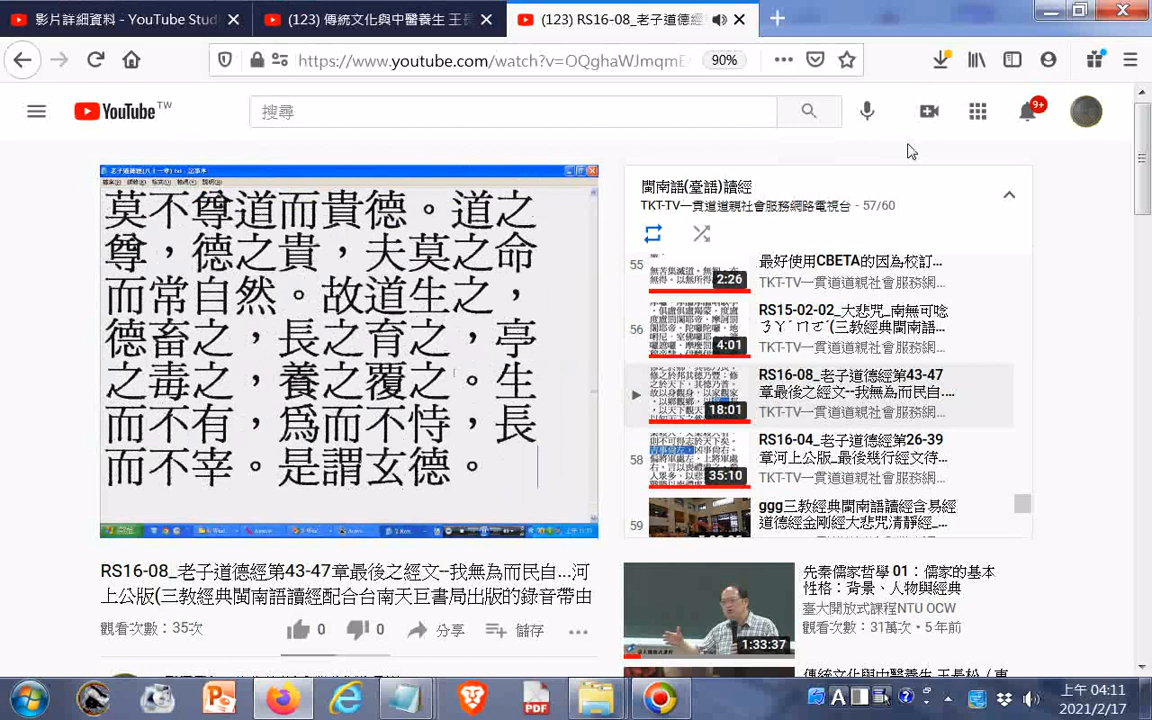 影片詳細資料 - YouTube Stud
(123) 傳統文化與中醫養生 王長
(123) RS16-08_老子道德經
https://www.youtube.com/watch?v=OQghaWJmqmE
90%
YouTube TW
搜尋
9+
莫不尊道而貴德。道之
尊，德之貴，夫莫之命
而常自然。故道生之，
德畜之，長之育之，亭
之毒之，養之覆之。生
而不有，爲而不恃，長
而不宰。是謂玄德。
RS16-08_老子道德經第43-47章最後之經文--我無為而民自...河
上公版(三教經典閩南語讀經配合台南天巨書局出版的錄音帶由
觀看次數：35次
0
0
分享
儲存
閩南語(臺語)讀經
TKT-TV一貫道道親社會服務網路電視台 - 57/60
55
2:26
最好使用CBETA的因為校訂...
TKT-TV一貫道道親社會服務網...
56
4:01
RS15-02-02_大悲咒_南無可唸
ㄋㄚˊㄇㄛˊ(三教經典閩南語...
TKT-TV一貫道道親社會服務網...
18:01
RS16-08_老子道德經第43-47
章最後之經文--我無為而民自...
TKT-TV一貫道道親社會服務網...
58
35:10
RS16-04_老子道德經第26-39
章河上公版_最後幾行經文待...
TKT-TV一貫道道親社會服務網...
59
ggg三教經典閩南語讀經含易經
道德經金剛經大悲咒清靜經_...
1:33:37
先秦儒家哲學 01：儒家的基本
性格：背景、人物與經典
臺大開放式課程NTU OCW
觀看次數：31萬次 • 5 年前
傳統文化與中醫養生 王長松 / 東
PDF
A
上午 04:11
2021/2/17